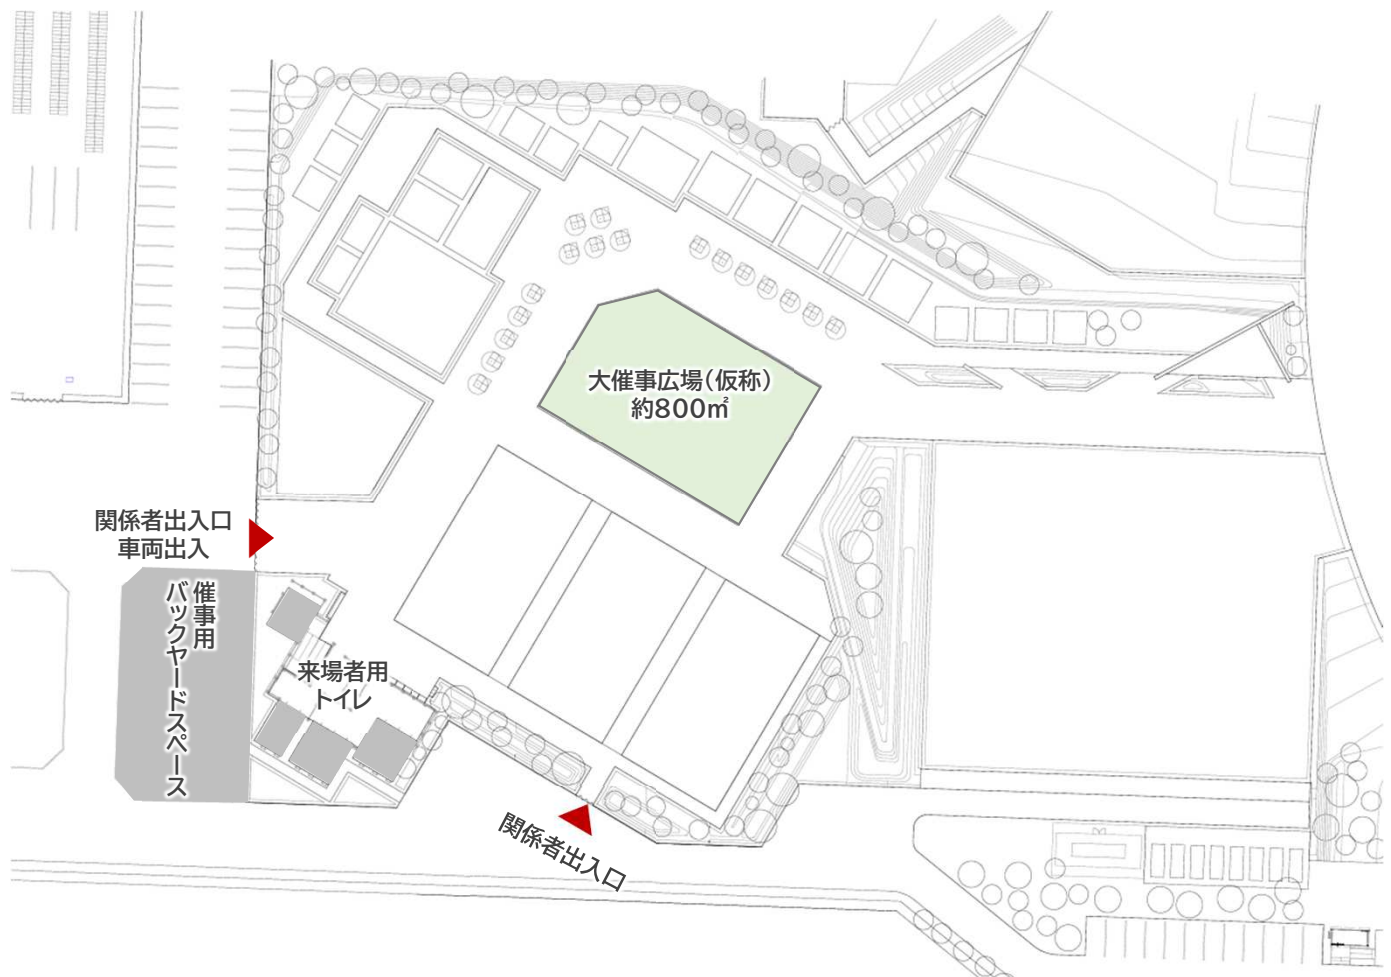 大催事広場（仮称）
約800㎡
関係者出入口
車両出入
催事用
バックヤードスペース
来場者用
トイレ
関係者出入口